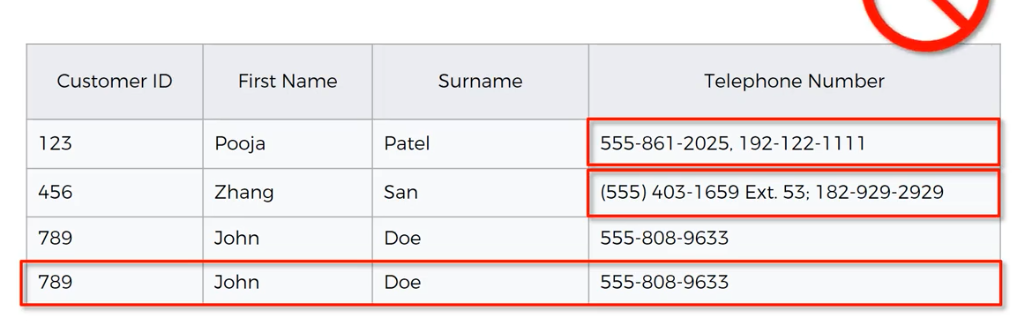 Customer ID First Name Surname Telephone Number
123 Pooja Patel 555-861-2025, 192-122-1111
456 Zhang San (555) 403-1659 Ext. 53; 182-929-2929
789 John Doe 555-808-9633
789 John Doe 555-808-9633